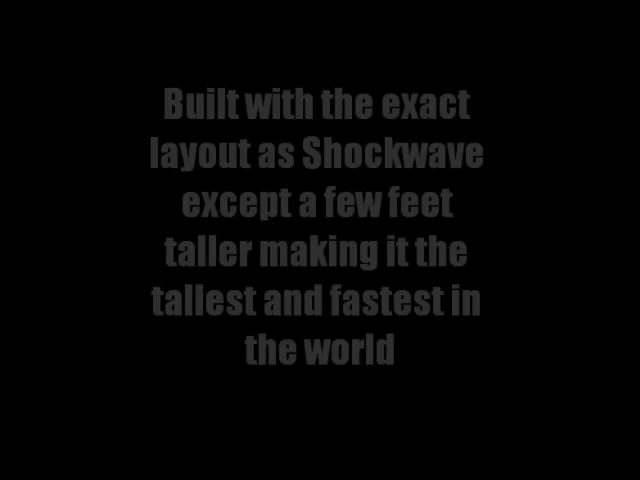 Built with the exact
layout as Shockwave
except a few feet
taller making it the
tallest and fastest in
the world